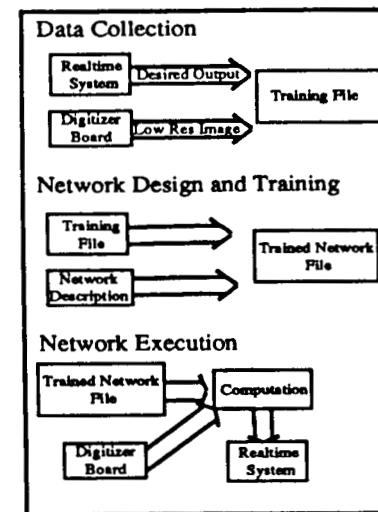 Data Collection
Realtime
System
Desired Output
Training File
Digitizer
Board
Low Res Image
Network Design and Training
Training
File
Trained Network
File
Network
Description
Network Execution
Trained Network
File
Computation
Digitizer
Board
Realtime
System